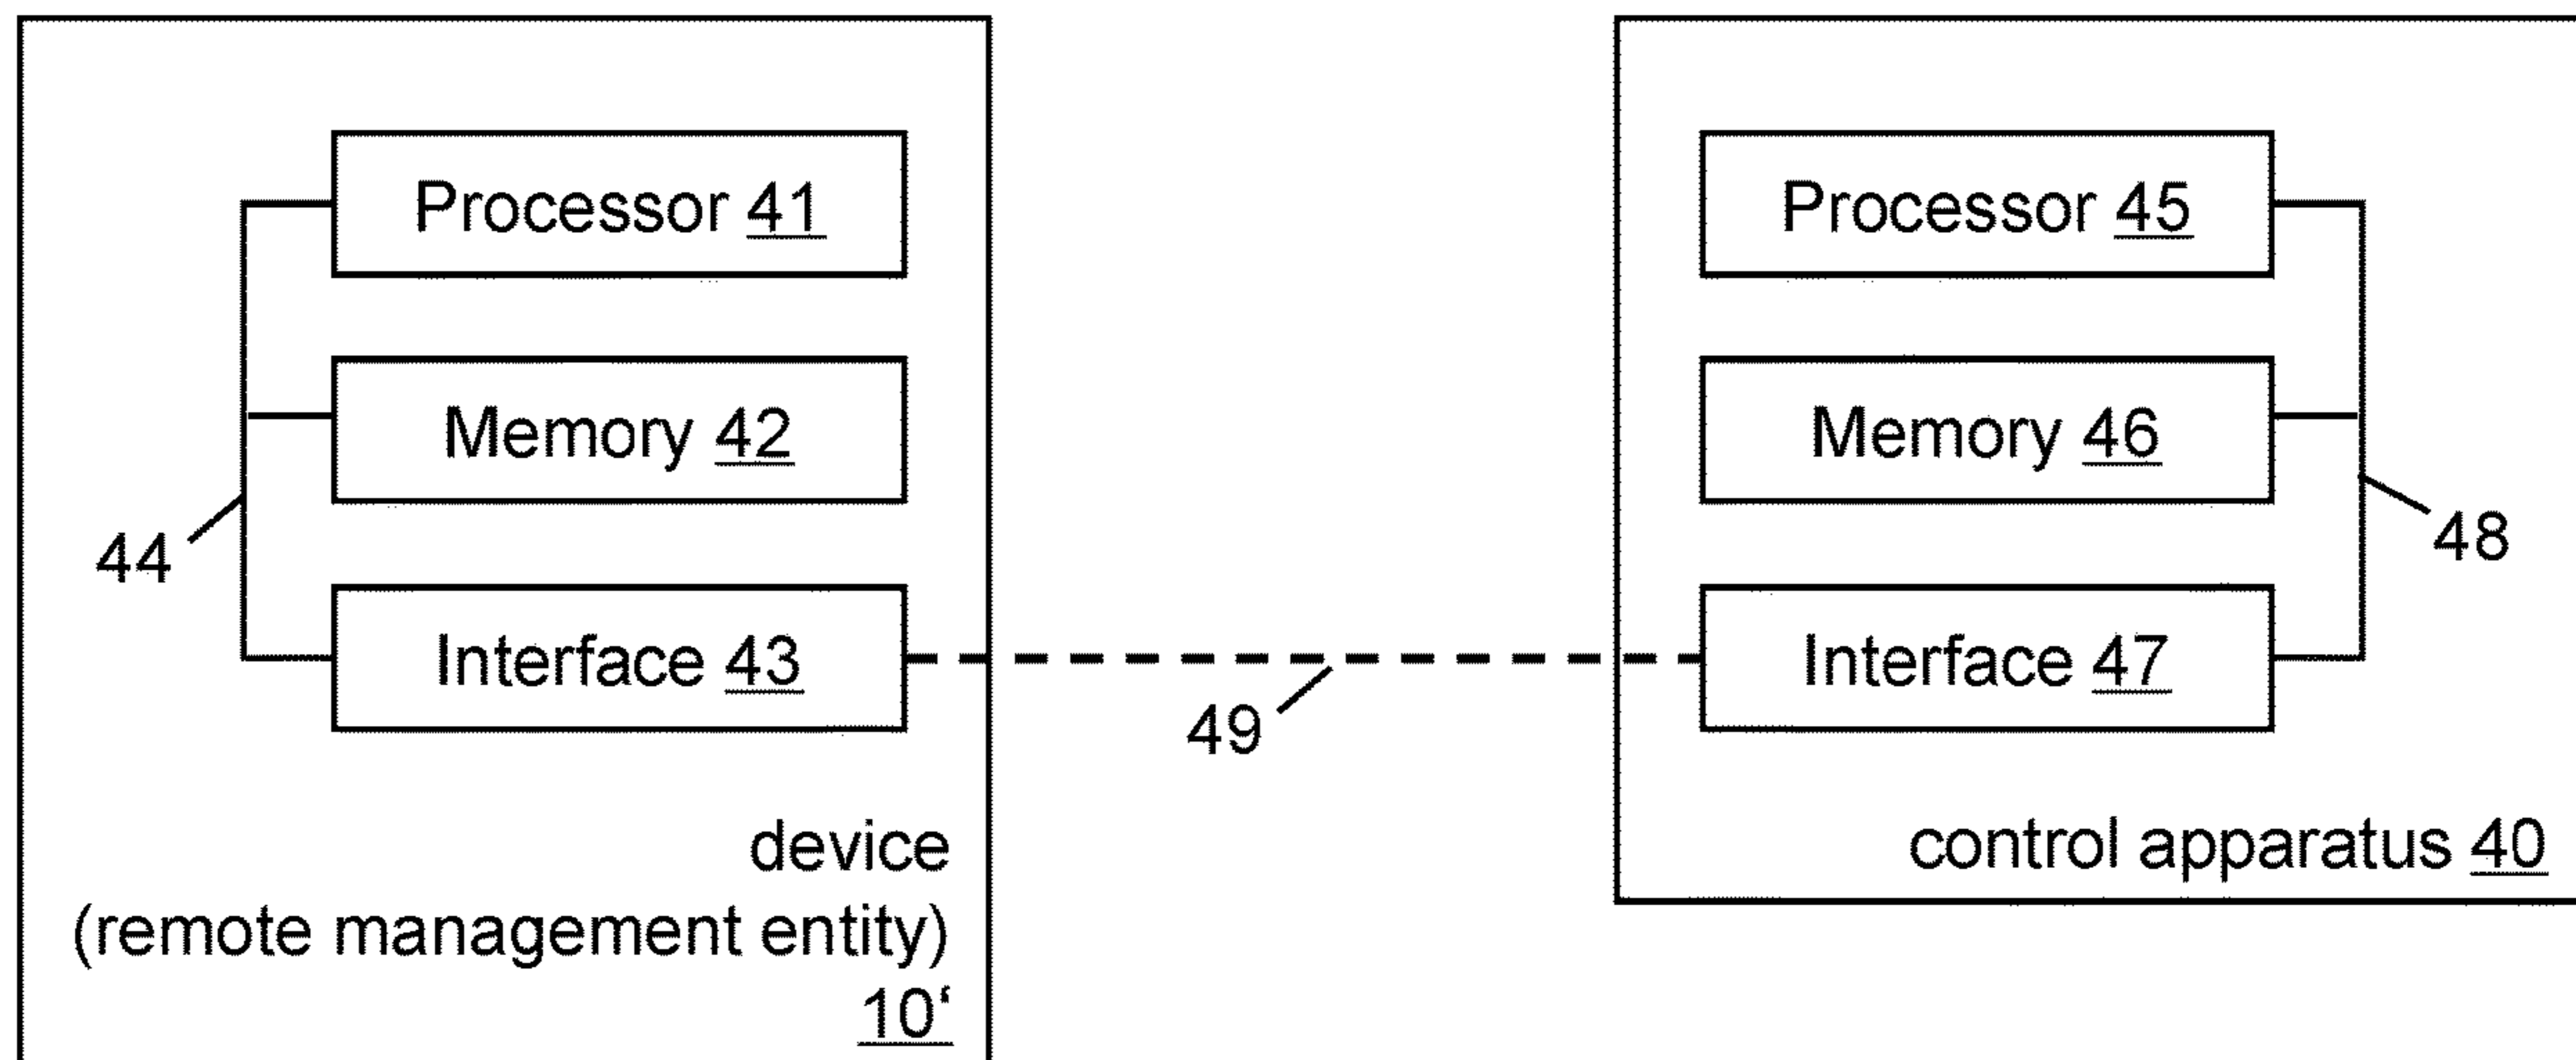 Processor 41
Memory 42
44
Interface 43
device
(remote management entity)
10‘
49
Processor 45
Memory 46
48
Interface 47
control apparatus 40